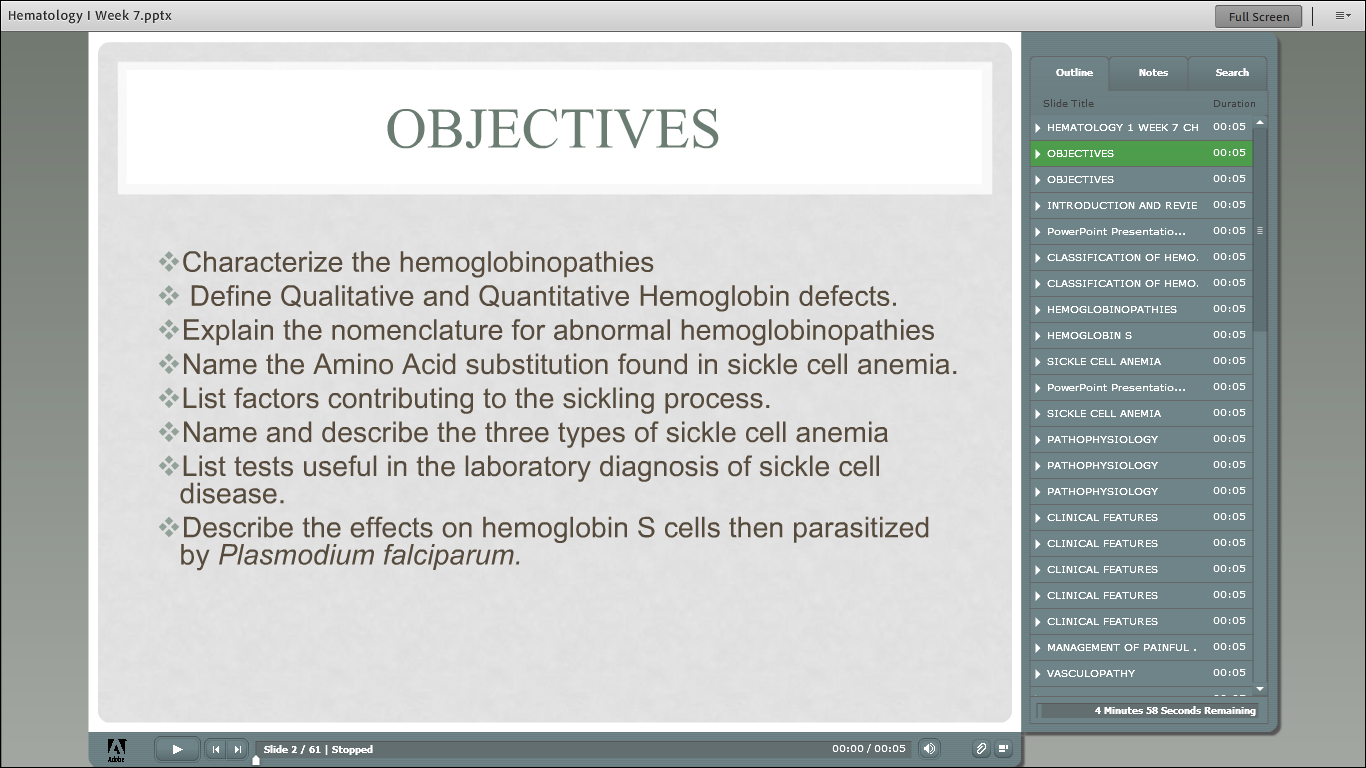 Hematology I Week 7.pptx
Full Screen
OBJECTIVES
Characterize the hemoglobinopathies
Define Qualitative and Quantitative Hemoglobin defects.
Explain the nomenclature for abnormal hemoglobinopathies
Name the Amino Acid substitution found in sickle cell anemia.
List factors contributing to the sickling process.
Name and describe the three types of sickle cell anemia
List tests useful in the laboratory diagnosis of sickle cell
disease.
Describe the effects on hemoglobin S cells then parasitized
by Plasmodium falciparum.
Outline Notes Search
Slide Title Duration
HEMATOLOGY 1 WEEK 7 CH 00:05
OBJECTIVES 00:05
OBJECTIVES 00:05
INTRODUCTION AND REVIE 00:05
PowerPoint Presentatio... 00:05
CLASSIFICATION OF HEMO. 00:05
CLASSIFICATION OF HEMO. 00:05
HEMOGLOBINOPATHIES 00:05
HEMOGLOBIN S 00:05
SICKLE CELL ANEMIA 00:05
PowerPoint Presentatio... 00:05
SICKLE CELL ANEMIA 00:05
PATHOPHYSIOLOGY 00:05
PATHOPHYSIOLOGY 00:05
PATHOPHYSIOLOGY 00:05
CLINICAL FEATURES 00:05
CLINICAL FEATURES 00:05
CLINICAL FEATURES 00:05
CLINICAL FEATURES 00:05
CLINICAL FEATURES 00:05
MANAGEMENT OF PAINFUL . 00:05
VASCULOPATHY 00:05
4 Minutes 58 Seconds Remaining
Adobe
Slide 2 / 61 | Stopped 00:00 / 00:05